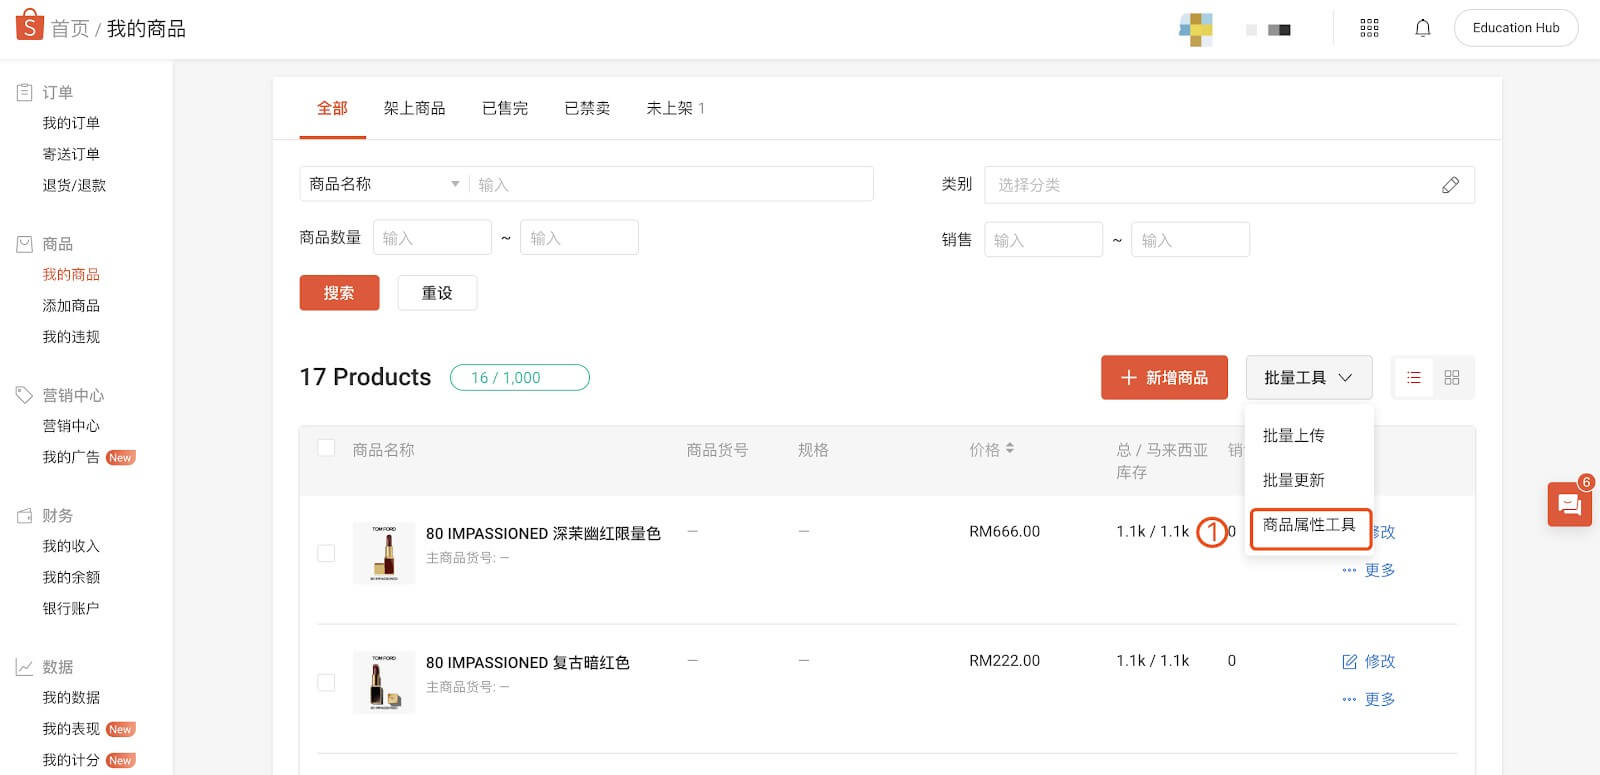 首页 / 我的商品
Education Hub
订单
我的订单
寄送订单
退货/退款
商品
我的商品
添加商品
我的违规
营销中心
营销中心
我的广告 New
财务
我的收入
我的余额
银行账户
数据
我的数据
我的表现 New
我的计分 New
全部 架上商品 已售完 已禁卖 未上架 1
商品名称 输入 类别 选择分类
商品数量 输入 ~ 输入 销售 输入 ~ 输入
搜索 重设
17 Products 16 / 1,000 + 新增商品 批量工具
批量上传
批量更新
商品属性工具
①
商品名称 商品货号 规格 价格 总 / 马来西亚 销
库存
80 IMPASSIONED 深茉幽红限量色 — — RM666.00 1.1k / 1.1k 0 修改
主商品货号: —
更多
TOM FORD
80 IMPASSIONED
80 IMPASSIONED 复古暗红色 — — RM222.00 1.1k / 1.1k 0 修改
主商品货号: —
更多
TOM FORD
80 IMPASSIONED
6